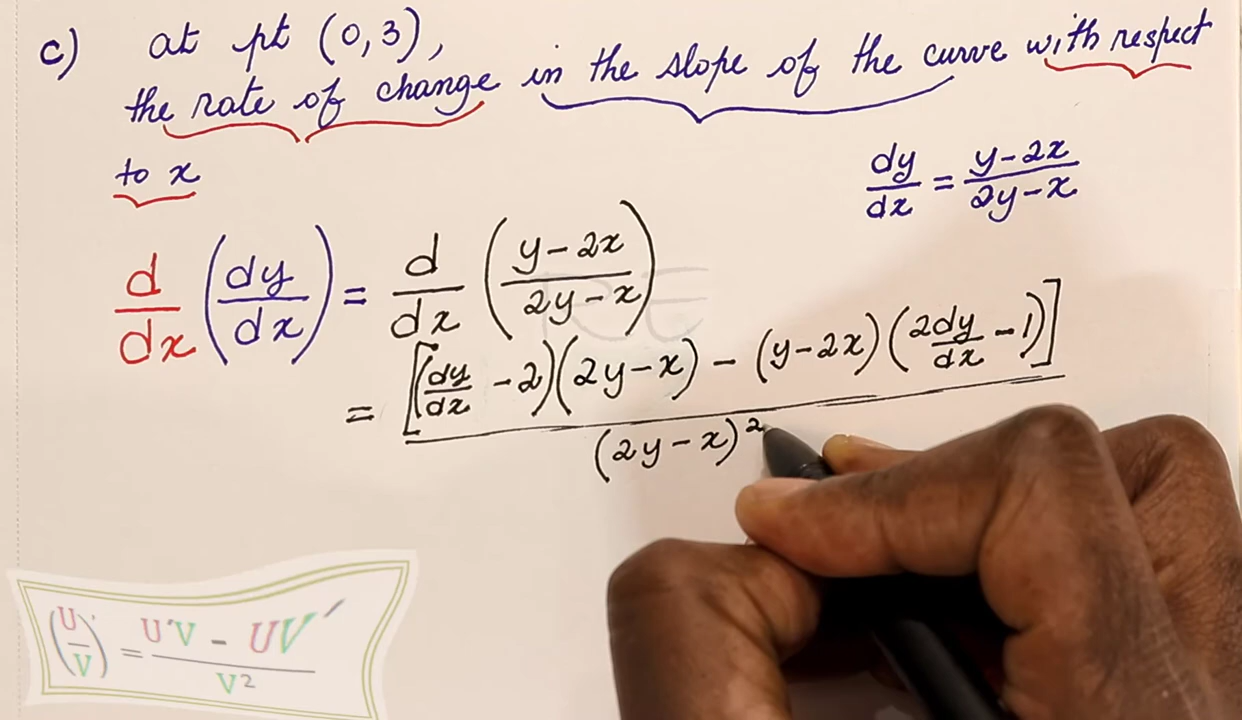 c) at pt (0,3),
the rate of change in the slope of the curve with respect
to x
dy/dx = (y-2x)/(2y-x)
d/dx (dy/dx) = d/dx ((y-2x)/(2y-x))
= [(dy/dx -2)(2y-x) - (y-2x)(2dy/dx -1)] / (2y-x)²
(U/V)' = (U'V - UV')/V²